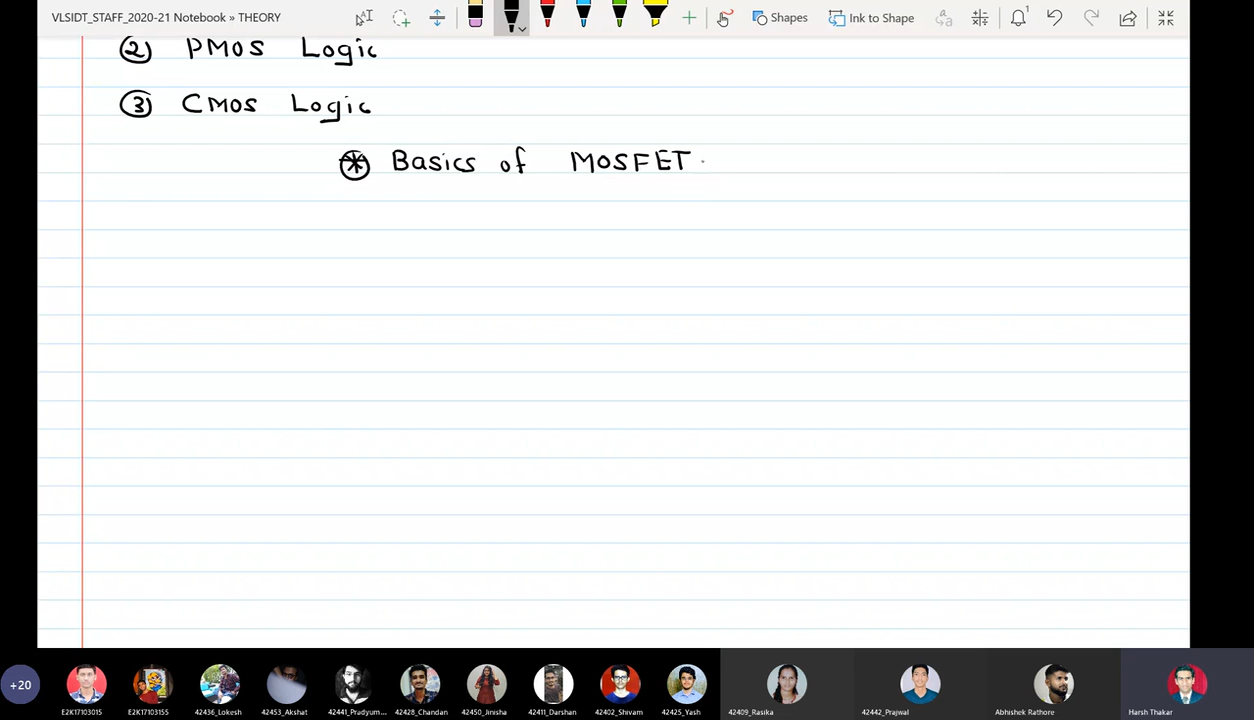 VLSIDT_STAFF_2020-21 Notebook » THEORY
Shapes Ink to Shape
② PMOS Logic
③ CMOS Logic
⊛ Basics of MOSFET
+20 E2K17103015 E2K17103155 42436_Lokesh 42453_Akshat 42441_Pradyum... 42428_Chandan 42450_Jinisha 42411_Darshan 42402_Shivam 42425_Yash 42409_Rasika 42442_Prajwal Abhishek Rathore Harsh Thakar